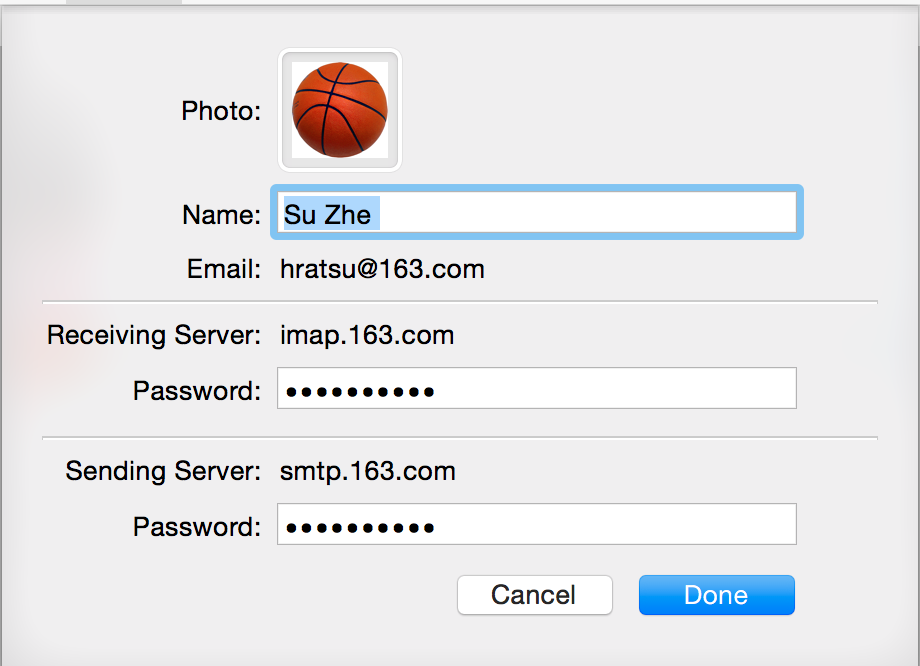 Photo:
Name: Su Zhe
Email: hratsu@163.com
Receiving Server: imap.163.com
Password: ••••••••••
Sending Server: smtp.163.com
Password: ••••••••••
Cancel Done